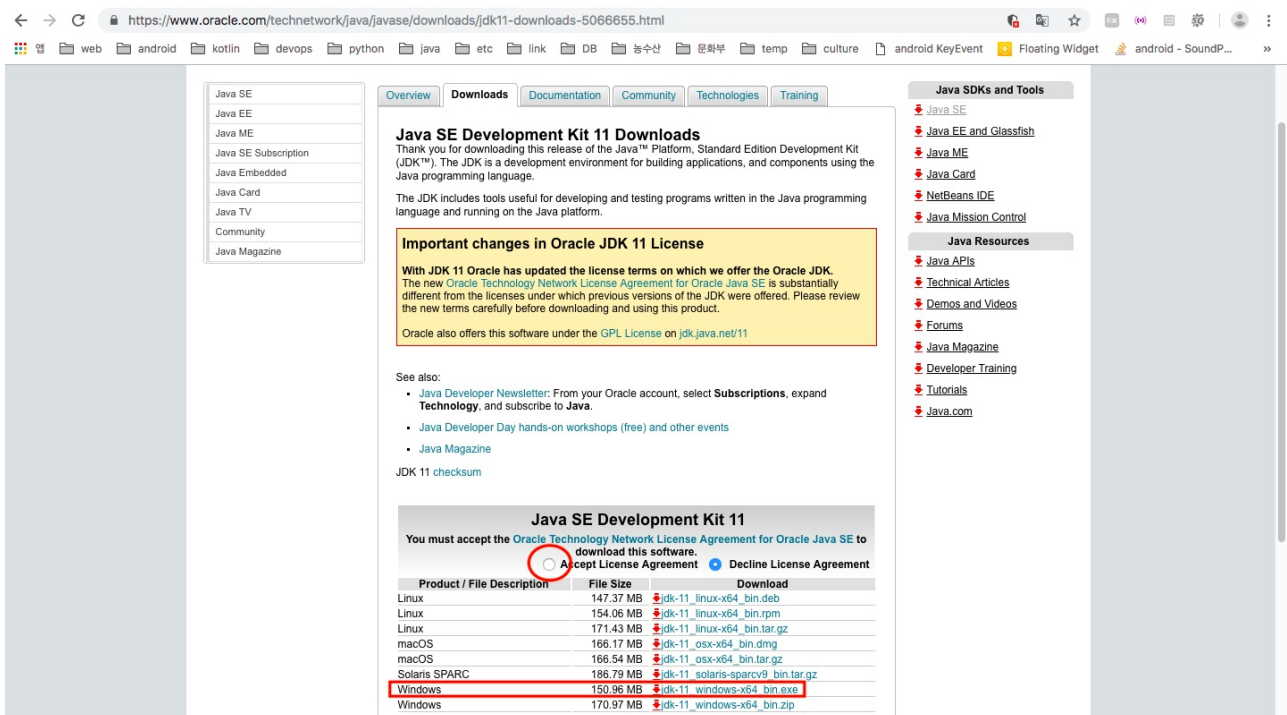 https://www.oracle.com/technetwork/java/javase/downloads/jdk11-downloads-5066655.html
앱 web android kotlin devops python java etc link DB 농수산 문화부 temp culture android KeyEvent Floating Widget android - SoundP... »
Java SE
Java EE
Java ME
Java SE Subscription
Java Embedded
Java Card
Java TV
Community
Java Magazine
Overview Downloads Documentation Community Technologies Training
Java SE Development Kit 11 Downloads
Thank you for downloading this release of the Java™ Platform, Standard Edition Development Kit
(JDK™). The JDK is a development environment for building applications, and components using the
Java programming language.
The JDK includes tools useful for developing and testing programs written in the Java programming
language and running on the Java platform.
Important changes in Oracle JDK 11 License
With JDK 11 Oracle has updated the license terms on which we offer the Oracle JDK.
The new Oracle Technology Network License Agreement for Oracle Java SE is substantially
different from the licenses under which previous versions of the JDK were offered. Please review
the new terms carefully before downloading and using this product.
Oracle also offers this software under the GPL License on jdk.java.net/11
See also:
Java Developer Newsletter: From your Oracle account, select Subscriptions, expand
Technology, and subscribe to Java.
Java Developer Day hands-on workshops (free) and other events
Java Magazine
JDK 11 checksum
Java SE Development Kit 11
You must accept the Oracle Technology Network License Agreement for Oracle Java SE to
download this software.
Accept License Agreement Decline License Agreement
Product / File Description File Size Download
Linux 147.37 MB jdk-11_linux-x64_bin.deb
Linux 154.06 MB jdk-11_linux-x64_bin.rpm
Linux 171.43 MB jdk-11_linux-x64_bin.tar.gz
macOS 166.17 MB jdk-11_osx-x64_bin.dmg
macOS 166.54 MB jdk-11_osx-x64_bin.tar.gz
Solaris SPARC 186.79 MB jdk-11_solaris-sparcv9_bin.tar.gz
Windows 150.96 MB jdk-11_windows-x64_bin.exe
Windows 170.97 MB jdk-11_windows-x64_bin.zip
Java SDKs and Tools
Java SE
Java EE and Glassfish
Java ME
Java Card
NetBeans IDE
Java Mission Control
Java Resources
Java APIs
Technical Articles
Demos and Videos
Forums
Java Magazine
Developer Training
Tutorials
Java.com